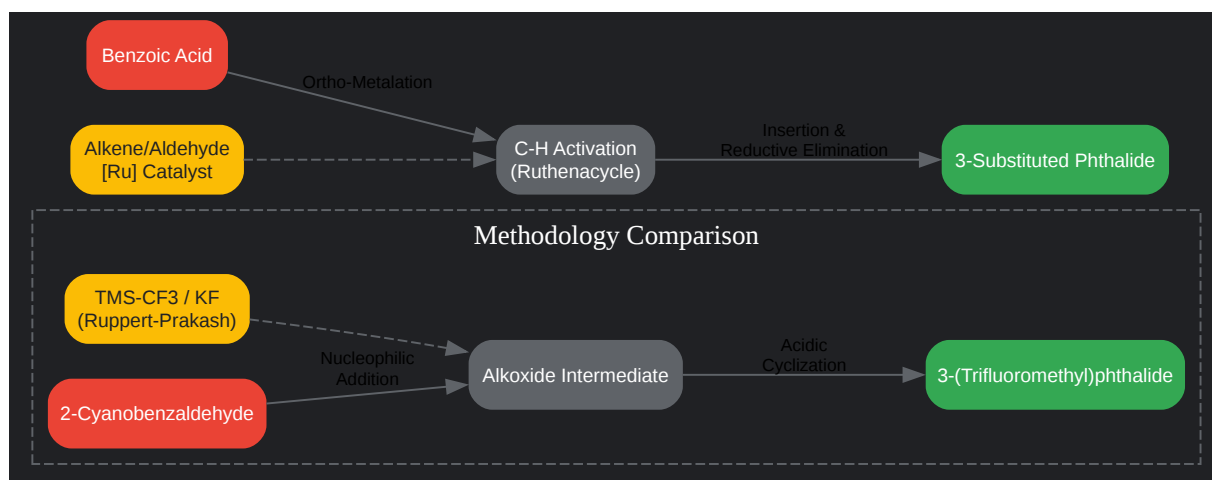 Benzoic Acid
Ortho-Metalation
Alkene/Aldehyde
[Ru] Catalyst
C-H Activation
(Ruthenacycle)
Insertion &
Reductive Elimination
3-Substituted Phthalide
Methodology Comparison
TMS-CF3 / KF
(Ruppert-Prakash)
Nucleophilic
Addition
2-Cyanobenzaldehyde
Alkoxide Intermediate
Acidic
Cyclization
3-(Trifluoromethyl)phthalide